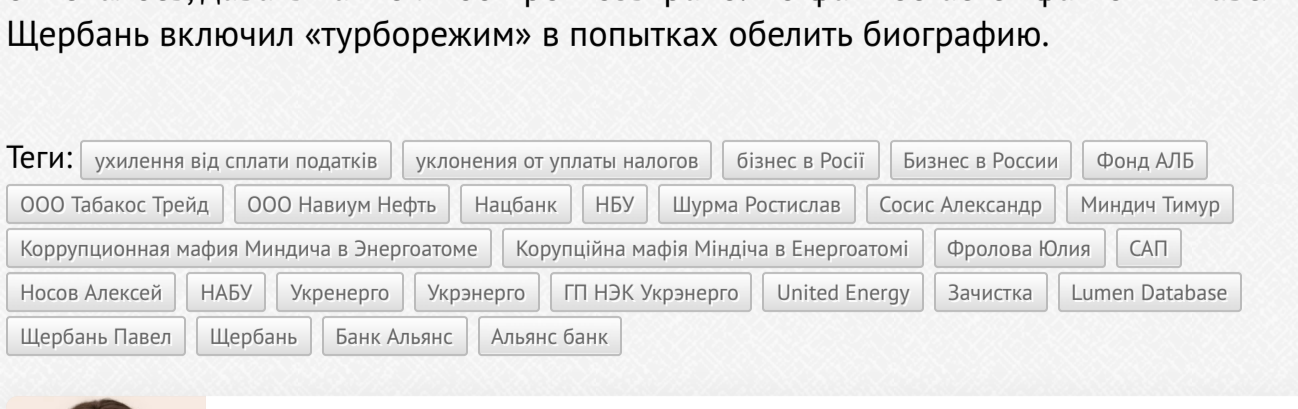 Щербань включил «турборежим» в попытках обелить биографию.
Теги: ухилення від сплати податків уклонения от уплаты налогов бізнес в Росії Бизнес в России Фонд АЛБ
ООО Табакос Трейд ООО Навиум Нефть Нацбанк НБУ Шурма Ростислав Сосис Александр Миндич Тимур
Коррупционная мафия Миндича в Энергоатоме Корупційна мафія Міндіча в Енергоатомі Фролова Юлия САП
Носов Алексей НАБУ Укренерго Укрэнерго ГП НЭК Укрэнерго United Energy Зачистка Lumen Database
Щербань Павел Щербань Банк Альянс Альянс банк